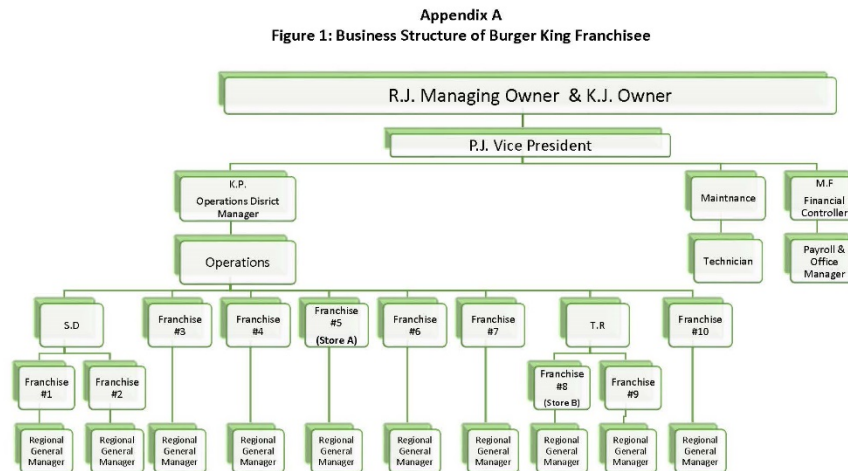 Appendix A
Figure 1: Business Structure of Burger King Franchisee
R.J. Managing Owner & K.J. Owner
P.J. Vice President
K.P.
Operations Disrict
Manager
Maintnance
M.F
Financial
Controller
Operations
Technician
Payroll &
Office
Manager
S.D
Franchise
#3
Franchise
#4
Franchise
#5
(Store A)
Franchise
#6
Franchise
#7
T.R
Franchise
#10
Franchise
#1
Franchise
#2
Franchise
#8
(Store B)
Franchise
#9
Regional
General
Manager
Regional
General
Manager
Regional
General
Manager
Regional
General
Manager
Regional
General
Manager
Regional
General
Manager
Regional
General
Manager
Regional
General
Manager
Regional
General
Manager
Regional
General
Manager